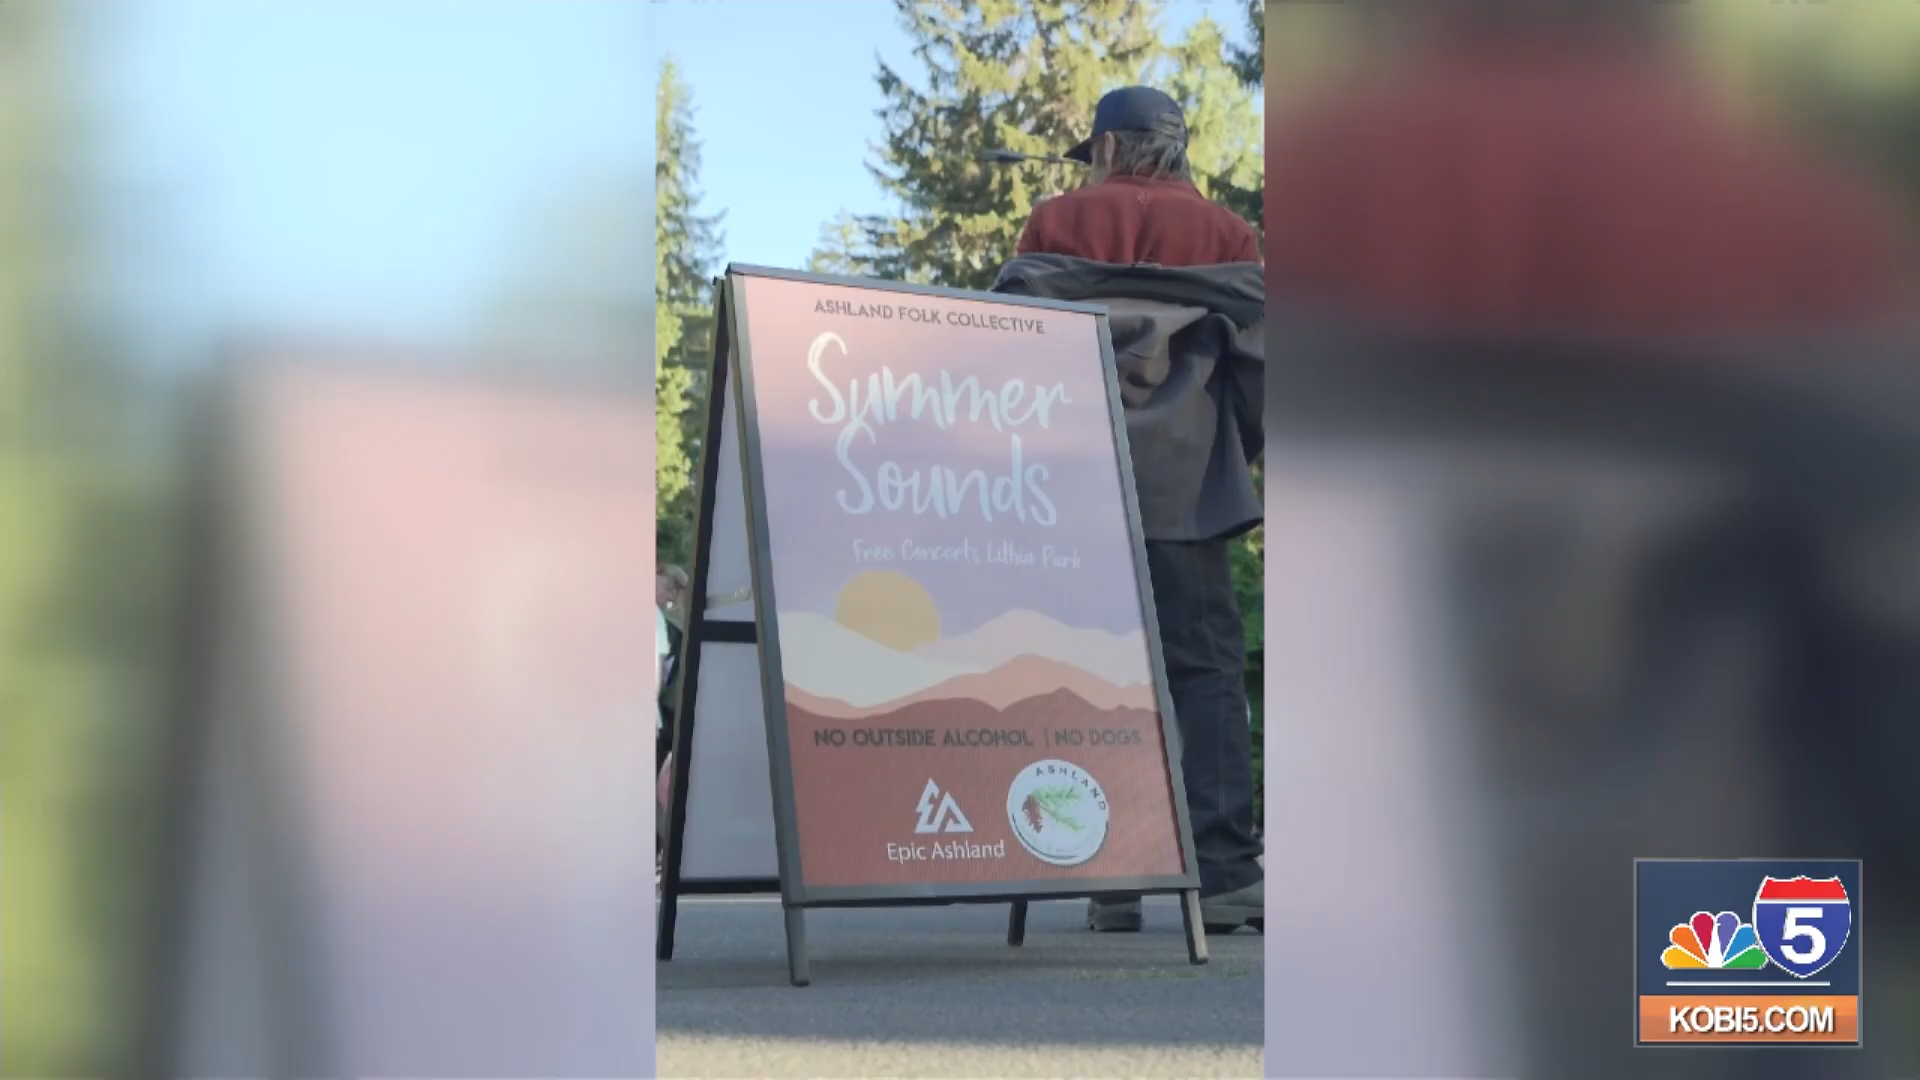 ASHLAND FOLK COLLECTIVE
Summer
Sounds
Free Concerts Lithia Park
NO OUTSIDE ALCOHOL | NO DOGS
ASHLAND
Epic Ashland
5
KOBI5.COM